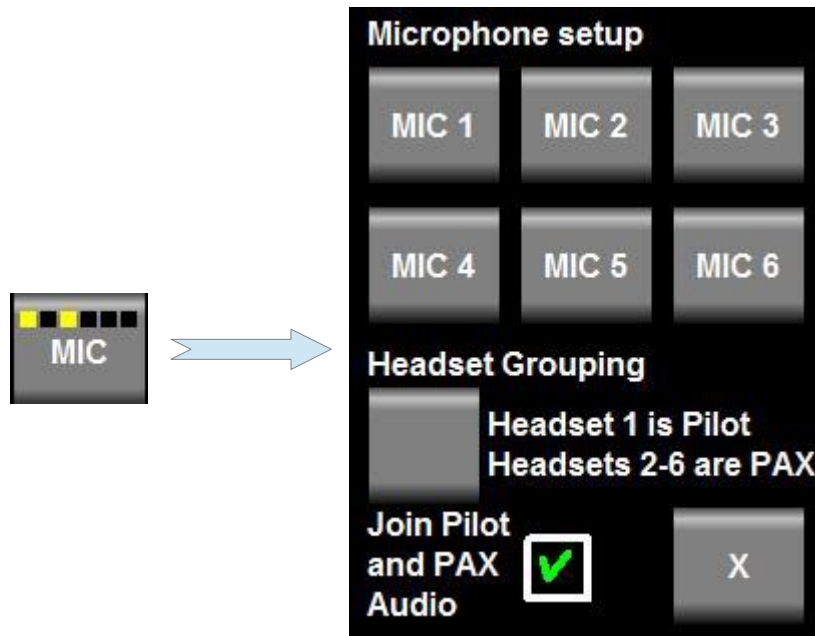 Microphone setup
MIC 1 MIC 2 MIC 3
MIC 4 MIC 5 MIC 6
MIC
Headset Grouping
Headset 1 is Pilot
Headsets 2-6 are PAX
Join Pilot
and PAX
Audio
X